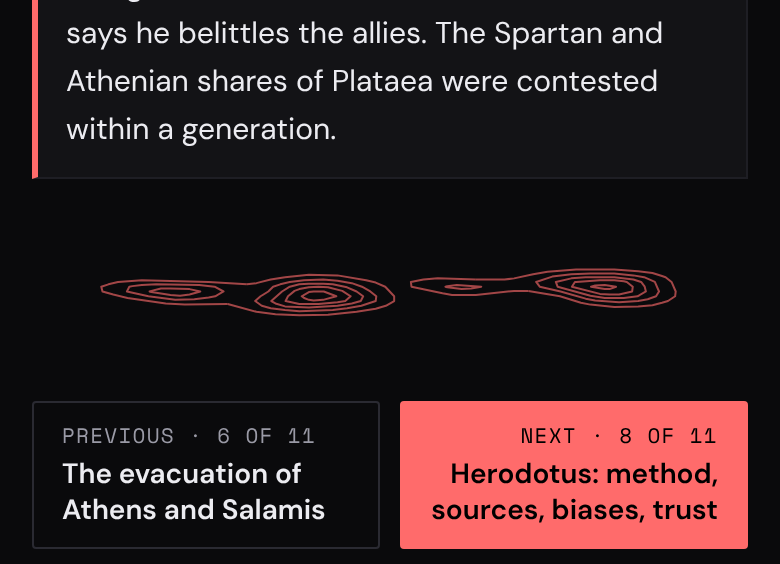 says he belittles the allies. The Spartan and
Athenian shares of Plataea were contested
within a generation.
PREVIOUS · 6 OF 11
The evacuation of
Athens and Salamis
NEXT · 8 OF 11
Herodotus: method,
sources, biases, trust